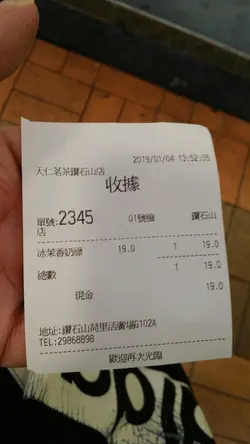 2019/01/04 13:52:05
天仁茗茶鑽石山店
收據
單號:2345 01號機 鑽石山
店
冰茉香奶綠 19.0 1 19.0
總數 1 19.0
現金 19.0
地址:鑽石山荷里活廣場G102A
TEL:29868898
歡迎再次光臨